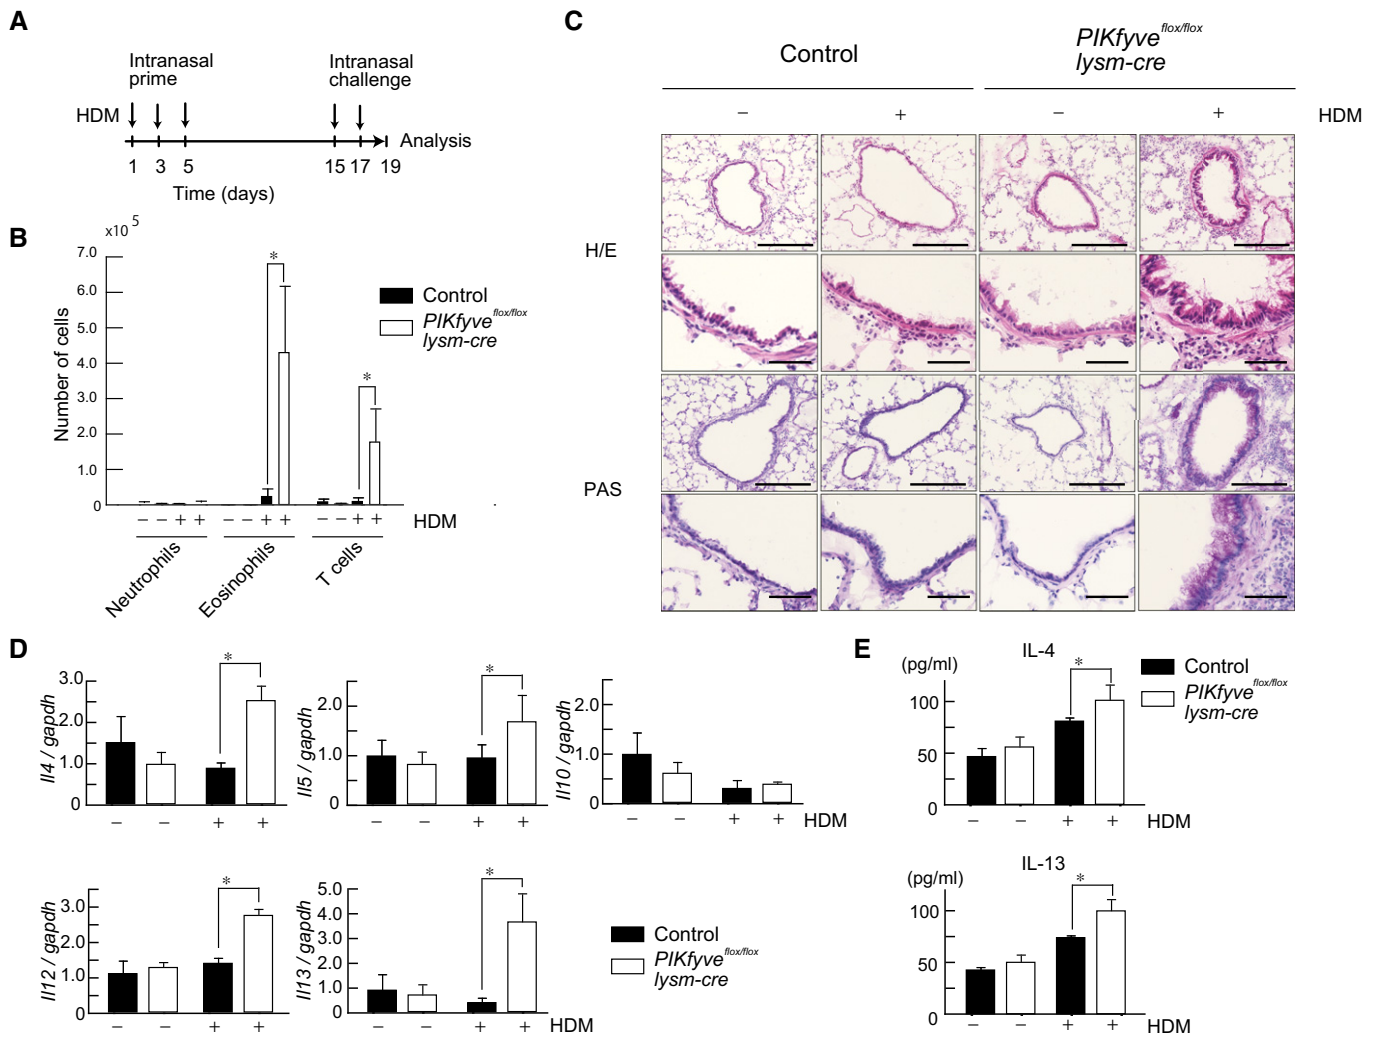 A
Intranasal
prime
Intranasal
challenge
HDM
Analysis
1 3 5 15 17 19
Time (days)
B
x10 5
Number of cells
7.0
6.0
5.0
4.0
3.0
2.0
1.0
0
*
*
Control
PIKfyve flox/flox
lysm-cre
− − + + − − + + − − + + HDM
Neutrophils
Eosinophils
T cells
C
Control
PIKfyve flox/flox
lysm-cre
− + − + HDM
H/E
PAS
D
Il4 / gapdh
3.0
2.0
1.0
0
*
− − + +
Il5 / gapdh
2.0
1.0
0
*
− − + +
Il10 / gapdh
2.0
1.0
0
− − + + HDM
Il12 / gapdh
3.0
2.0
1.0
0
*
− − + +
Il13 / gapdh
5.0
4.0
3.0
2.0
1.0
0
*
− − + + HDM
Control
PIKfyve flox/flox
lysm-cre
E
IL-4
(pg/ml)
100
50
0
*
− − + + HDM
Control
PIKfyve flox/flox
lysm-cre
IL-13
(pg/ml)
100
50
0
*
− − + + HDM